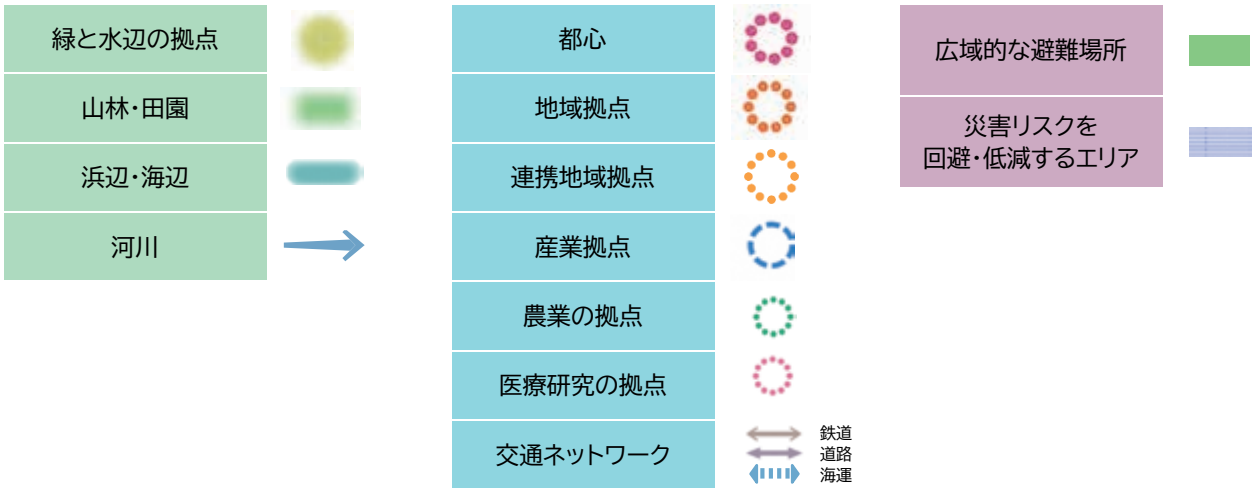 緑と水辺の拠点
山林・田園
浜辺・海辺
河川
都心
地域拠点
連携地域拠点
産業拠点
農業の拠点
医療研究の拠点
交通ネットワーク
鉄道
道路
海運
広域的な避難場所
災害リスクを
回避・低減するエリア